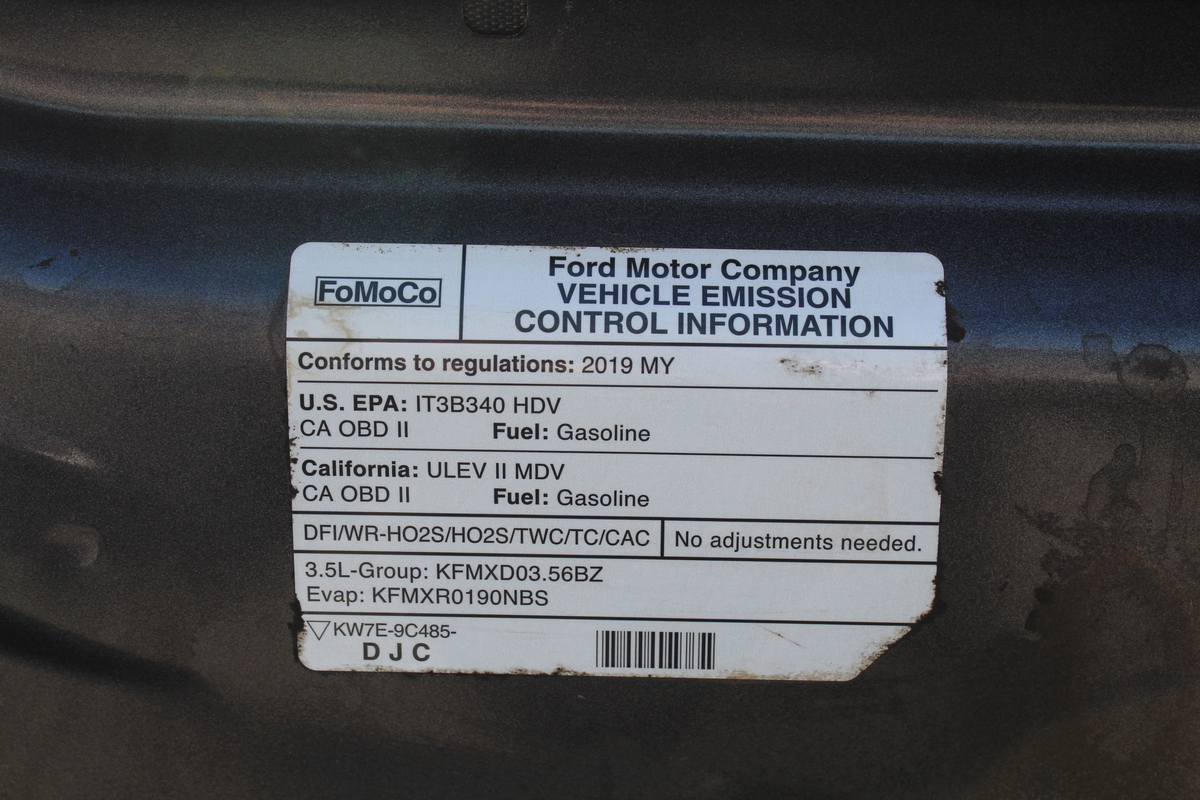 FoMoCo
Ford Motor Company
VEHICLE EMISSION
CONTROL INFORMATION
Conforms to regulations: 2019 MY
U.S. EPA: IT3B340 HDV
CA OBD II Fuel: Gasoline
California: ULEV II MDV
CA OBD II Fuel: Gasoline
DFI/WR-HO2S/HO2S/TWC/TC/CAC No adjustments needed.
3.5L-Group: KFMXD03.56BZ
Evap: KFMXR0190NBS
KW7E-9C485-
D J C